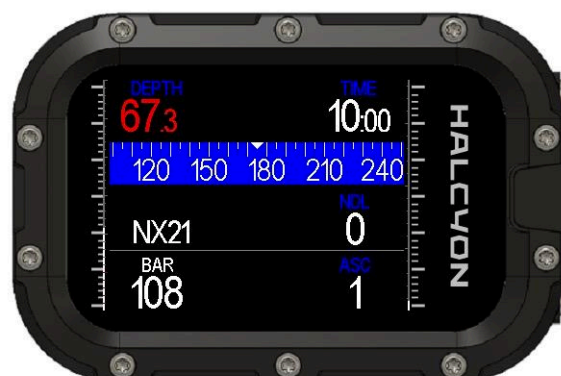 DEPTH TIME
67.3 10:00
120 150 180 210 240
NDL
NX21 0
BAR ASC
108 1
HALCYON